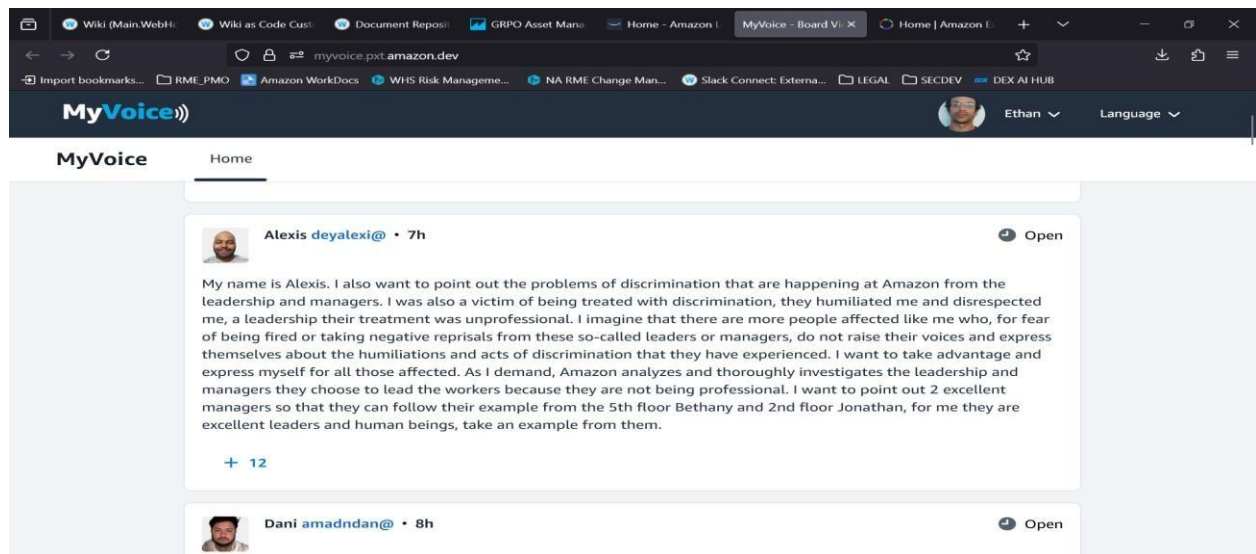 Wiki (Main.WebHo
Wiki as Code Cust
Document Reposit
GRPO Asset Mana
Home - Amazon L
MyVoice - Board Vi
Home | Amazon E
myvoice.pxt.amazon.dev
Import bookmarks...
RME_PMO
Amazon WorkDocs
WHS Risk Manageme...
NA RME Change Man...
Slack Connect: Externa...
LEGAL
SECDEV
DEX AI HUB
MyVoice
Ethan
Language
MyVoice
Home
Alexis deyalexi@ • 7h
Open
My name is Alexis. I also want to point out the problems of discrimination that are happening at Amazon from the
leadership and managers. I was also a victim of being treated with discrimination, they humiliated me and disrespected
me, a leadership their treatment was unprofessional. I imagine that there are more people affected like me who, for fear
of being fired or taking negative reprisals from these so-called leaders or managers, do not raise their voices and express
themselves about the humiliations and acts of discrimination that they have experienced. I want to take advantage and
express myself for all those affected. As I demand, Amazon analyzes and thoroughly investigates the leadership and
managers they choose to lead the workers because they are not being professional. I want to point out 2 excellent
managers so that they can follow their example from the 5th floor Bethany and 2nd floor Jonathan, for me they are
excellent leaders and human beings, take an example from them.
+ 12
Dani amadndan@ • 8h
Open